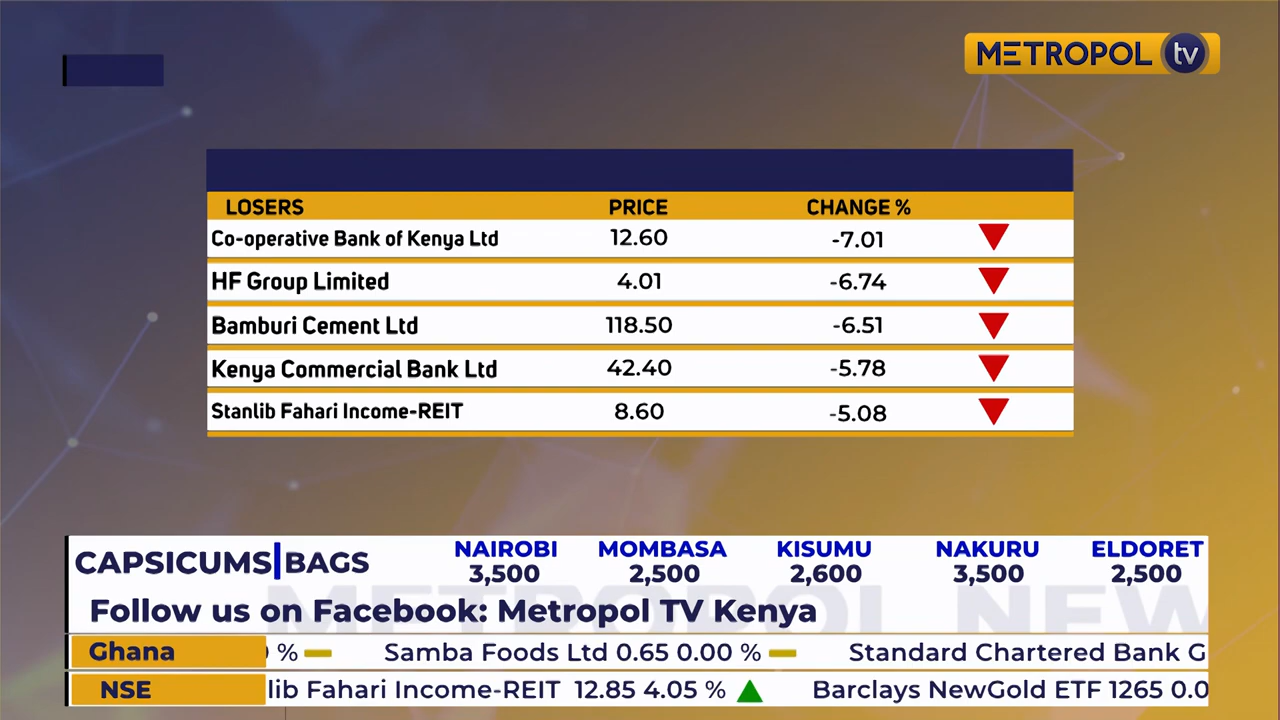 METROPOL tv
LOSERS PRICE CHANGE %
Co-operative Bank of Kenya Ltd 12.60 -7.01
HF Group Limited 4.01 -6.74
Bamburi Cement Ltd 118.50 -6.51
Kenya Commercial Bank Ltd 42.40 -5.78
Stanlib Fahari Income-REIT 8.60 -5.08
CAPSICUMS BAGS NAIROBI MOMBASA KISUMU NAKURU ELDORET
3,500 2,500 2,600 3,500 2,500
METROPOL NEW
Follow us on Facebook: Metropol TV Kenya
Ghana % Samba Foods Ltd 0.65 0.00 % Standard Chartered Bank G
NSE lib Fahari Income-REIT 12.85 4.05 % Barclays NewGold ETF 1265 0.0